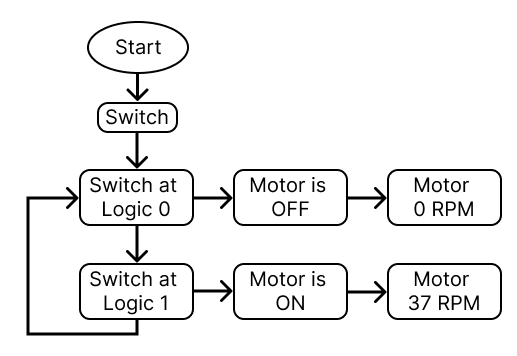 Start
Switch
Switch at
Logic 0
Motor is
OFF
Motor
0 RPM
Switch at
Logic 1
Motor is
ON
Motor
37 RPM